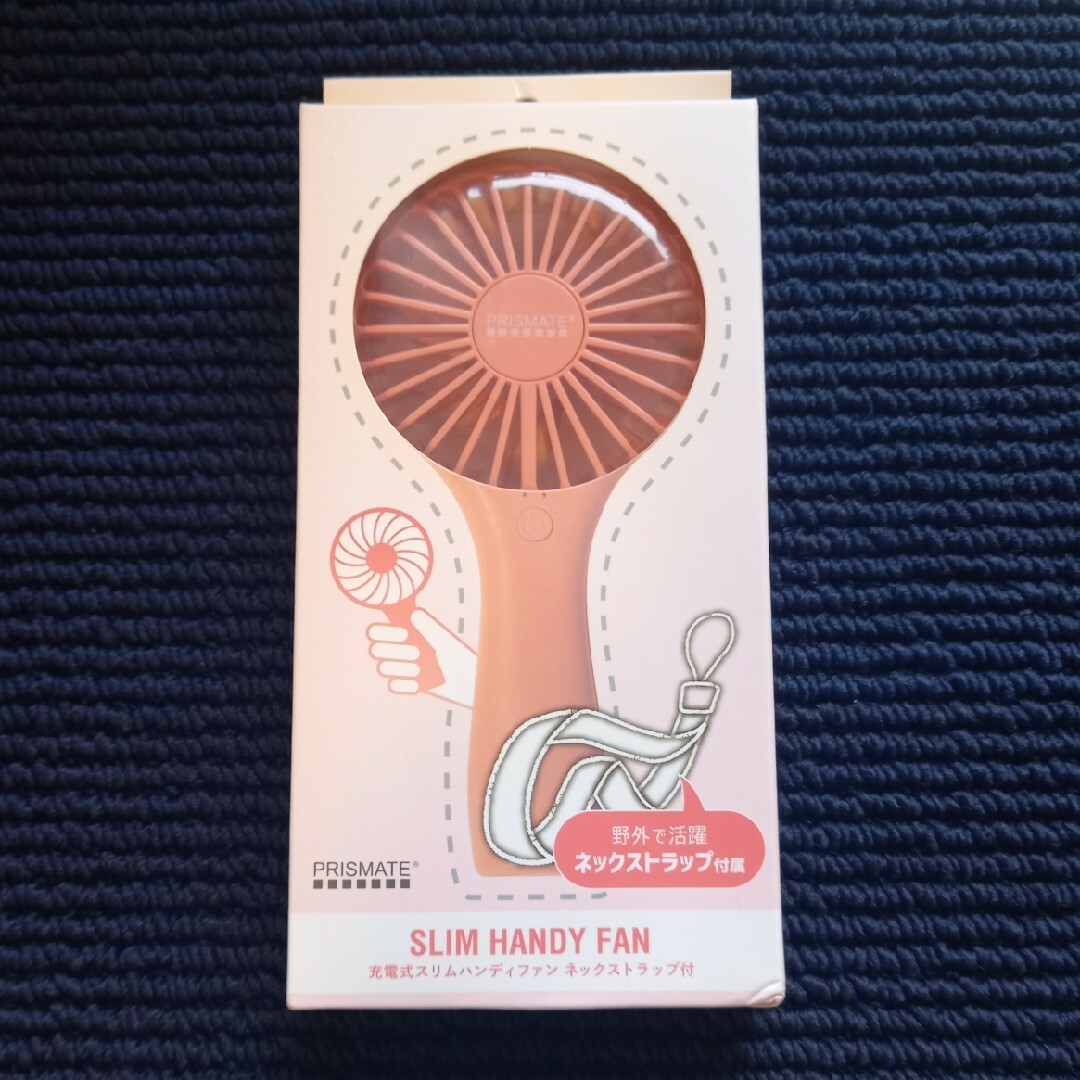 PRISMATE®
野外で活躍
ネックストラップ付属
PRISMATE®
SLIM HANDY FAN
充電式スリムハンディファン ネックストラップ付